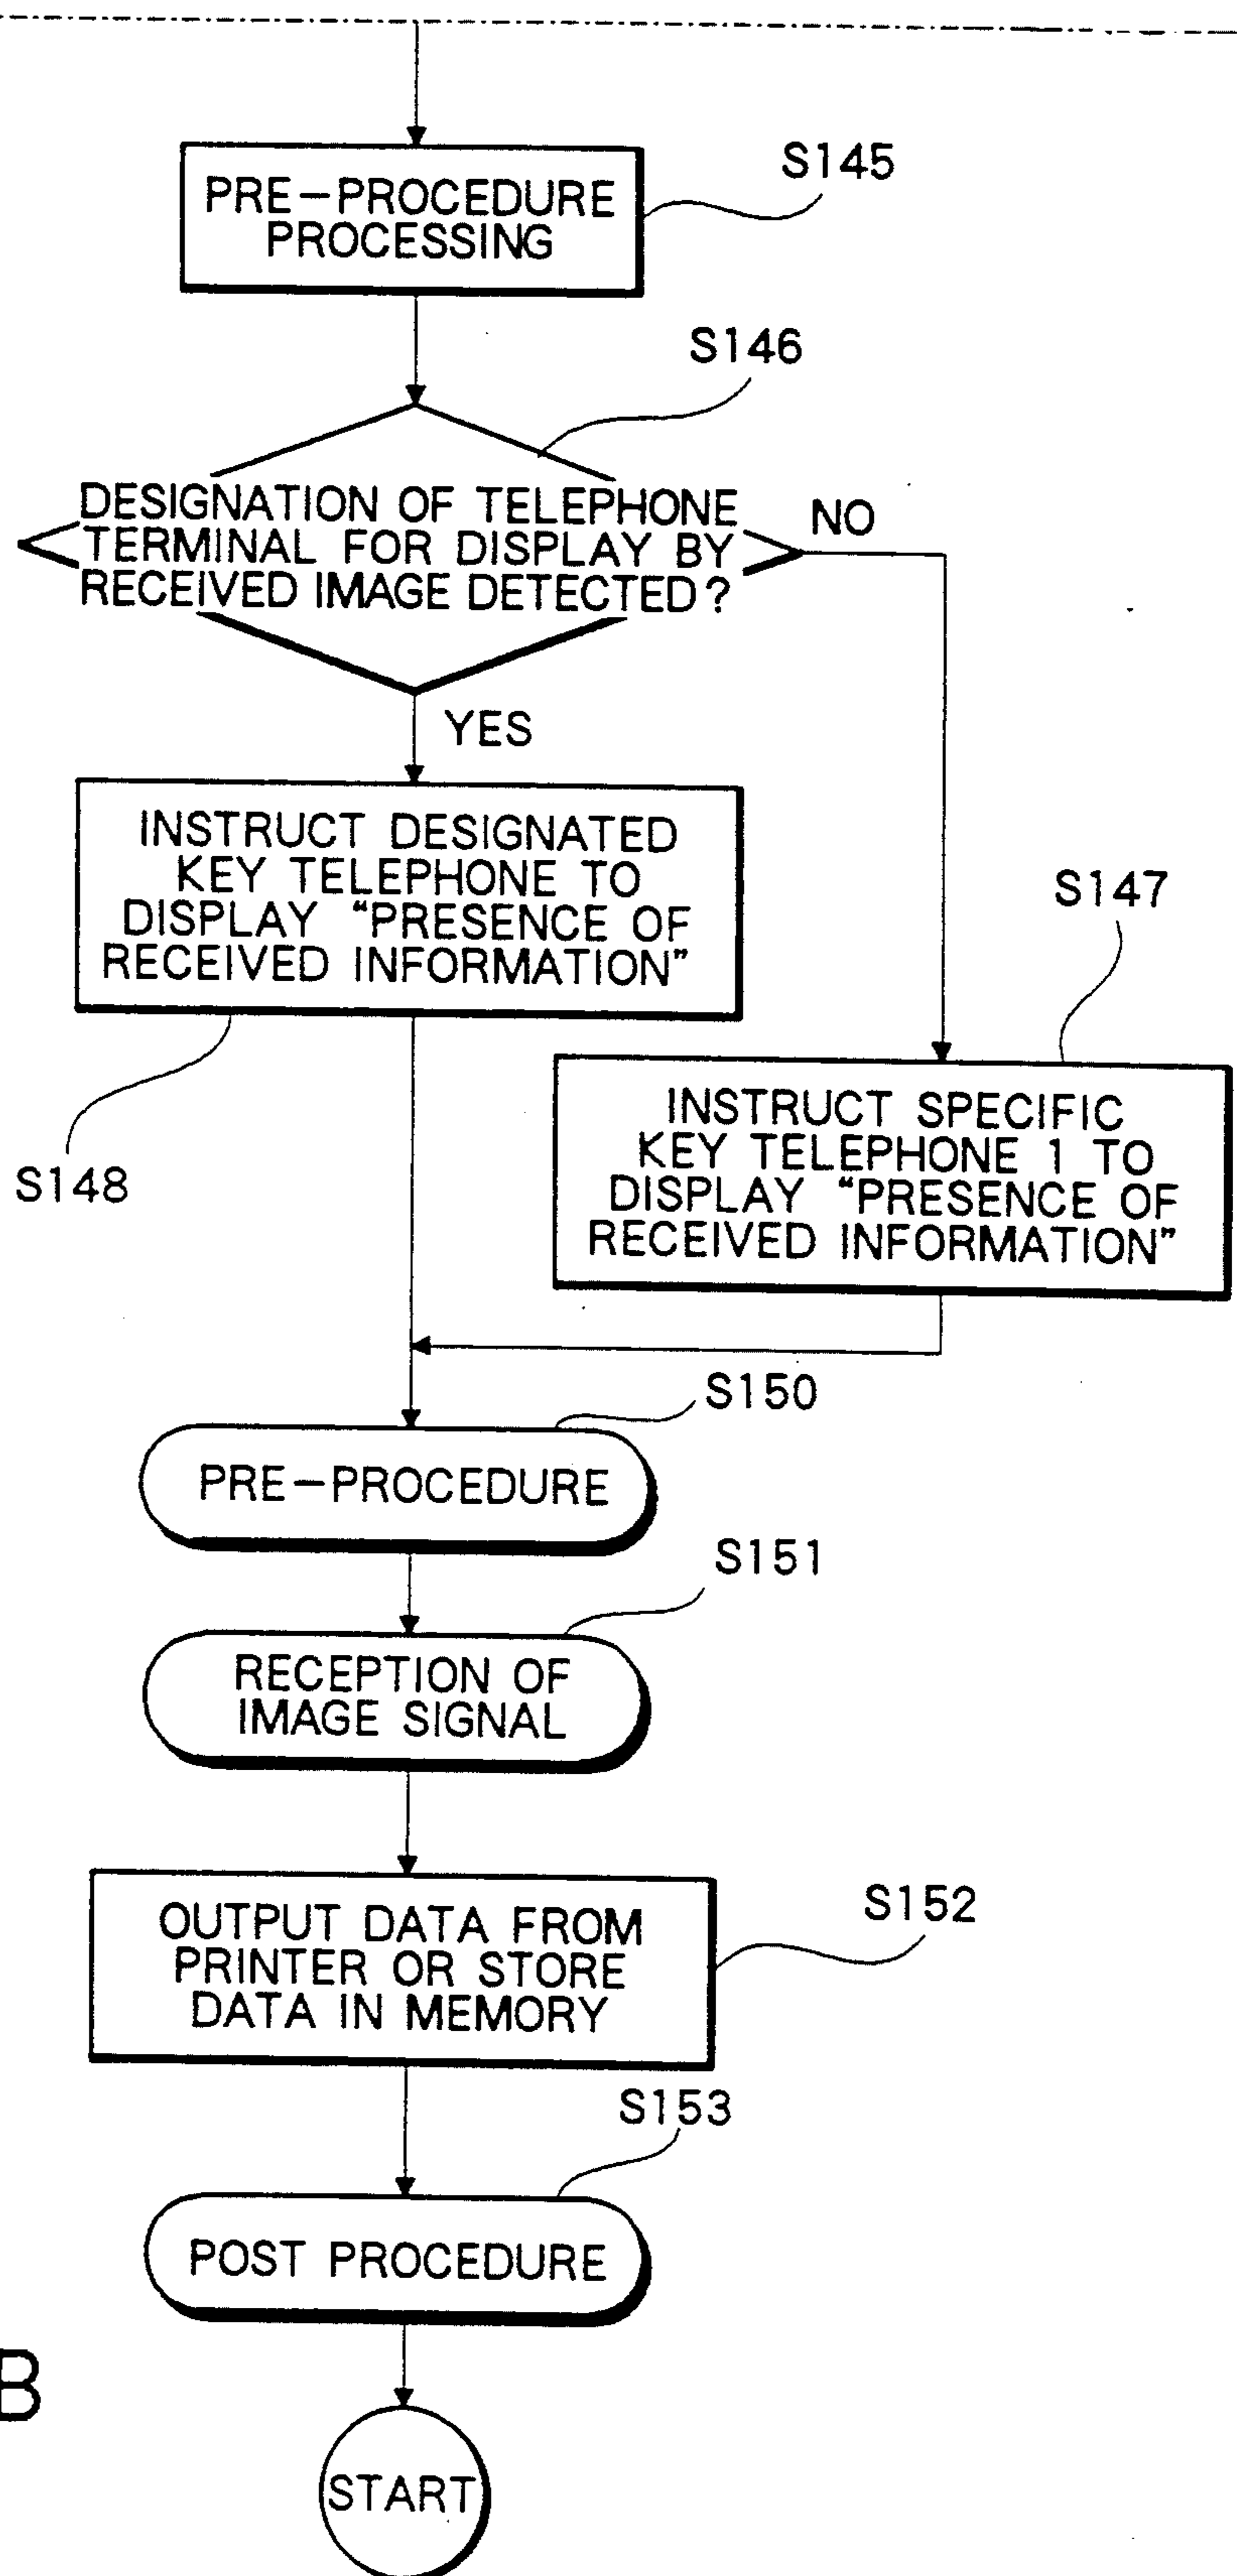 S145
PRE-PROCEDURE
PROCESSING
S146
DESIGNATION OF TELEPHONE
TERMINAL FOR DISPLAY BY
RECEIVED IMAGE DETECTED?
NO
YES
INSTRUCT DESIGNATED
KEY TELEPHONE TO
DISPLAY “PRESENCE OF
RECEIVED INFORMATION”
S148
S147
INSTRUCT SPECIFIC
KEY TELEPHONE 1 TO
DISPLAY “PRESENCE OF
RECEIVED INFORMATION”
S150
PRE-PROCEDURE
S151
RECEPTION OF
IMAGE SIGNAL
S152
OUTPUT DATA FROM
PRINTER OR STORE
DATA IN MEMORY
S153
POST PROCEDURE
B
START